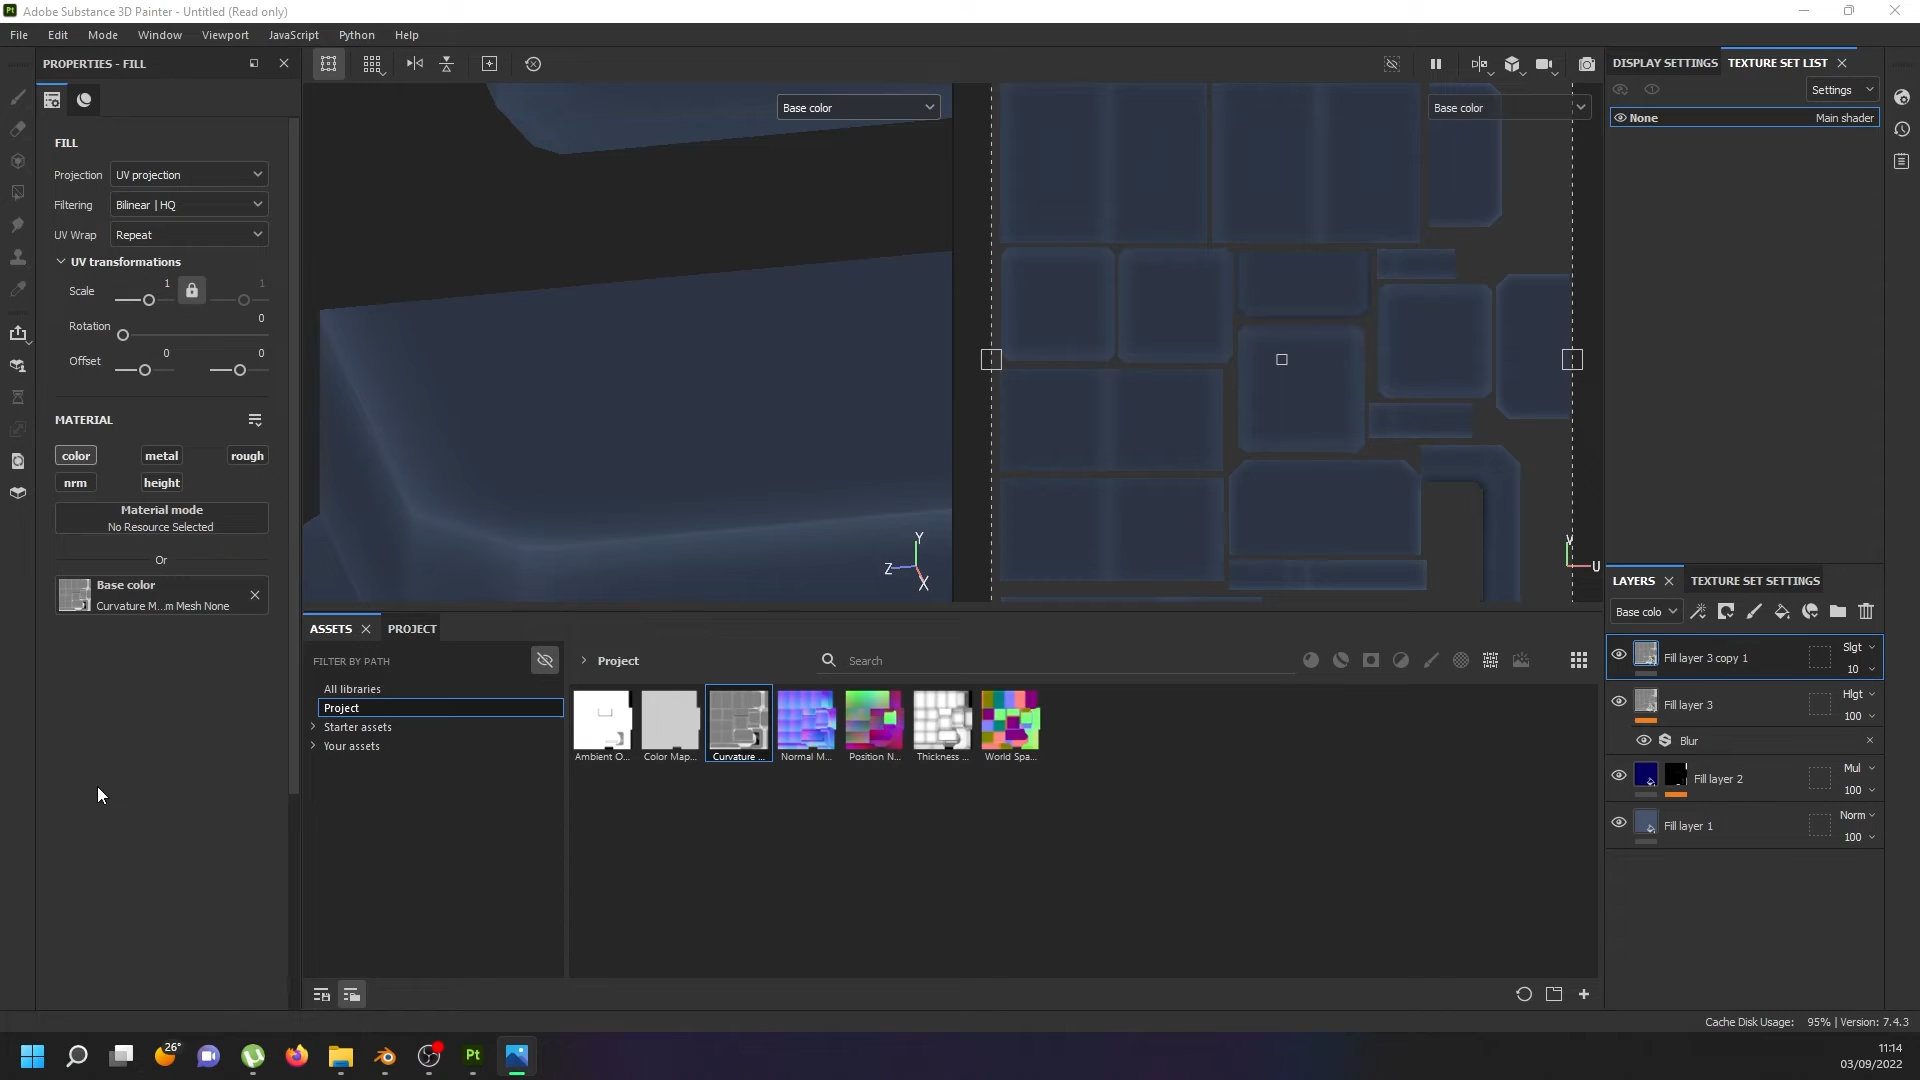 Adobe Substance 3D Painter - Untitled (Read only)
File Edit Mode Window Viewport Python JavaScript Help
PROPERTIES - FILL
FILL
Projection UV projection
Filtering Bilinear | HQ
UV Wrap Repeat
UV transformations
Scale 1 1
Rotation 0
Offset 0 0
MATERIAL
color metal rough
nrm height
Material mode
No Resource Selected
Or
Base color
Curvature M...m Mesh None
Base color
Y
Z
X
Base color
V
U
DISPLAY SETTINGS TEXTURE SET LIST
Settings
None Main shader
LAYERS TEXTURE SET SETTINGS
Base colo
Fill layer 3 copy 1 Slgt 10
Fill layer 3 Hlgt 100
Blur
Fill layer 2 Mul 100
Fill layer 1 Norm 100
ASSETS PROJECT
FILTER BY PATH
All libraries
Project
Starter assets
Your assets
Project Search
Ambient O... Color Map... Curvature ... Normal M... Position N... Thickness ... World Spa...
Cache Disk Usage: 95% | Version: 7.4.3
26°
Pt
11:14
03/09/2022